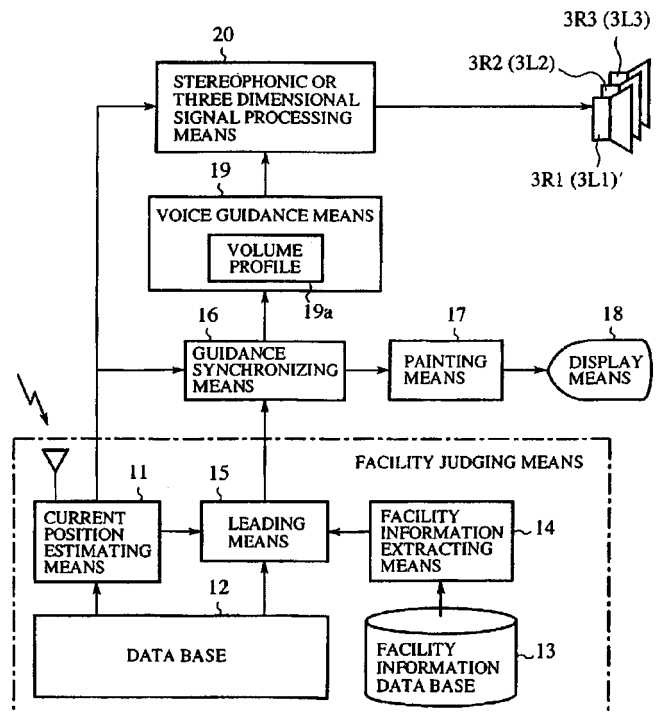 20
3R3 (3L3)
3R2 (3L2)
STEREOPHONIC OR
THREE DIMENSIONAL
SIGNAL PROCESSING
MEANS
3R1 (3L1)'
19
VOICE GUIDANCE MEANS
VOLUME
PROFILE
19a
16
17
18
GUIDANCE
SYNCHRONIZING
MEANS
PAINTING
MEANS
DISPLAY
MEANS
FACILITY JUDGING MEANS
11
15
CURRENT
POSITION
ESTIMATING
MEANS
LEADING
MEANS
FACILITY
INFORMATION
EXTRACTING
MEANS
14
12
DATA BASE
FACILITY
INFORMATION
DATA BASE
13